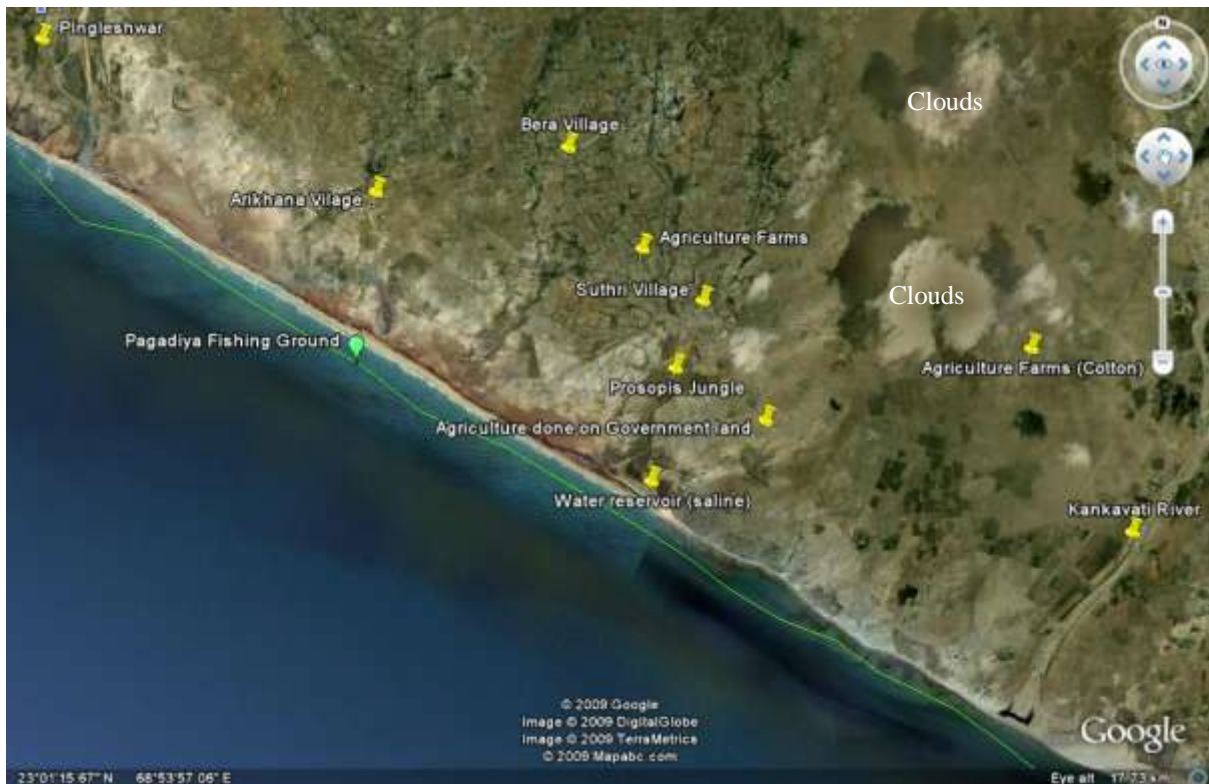 Pingleshwar
N
Clouds
Bera Village
Arikhana Vilage
Agriculture Farms
Suthri Village
Clouds
Pagadiya Fishing Ground
Agriculture Farms (Cotton)
Prosopis Jungle
Agriculture done on Government land
Water reservoir (saline)
Kankavati River
© 2009 Google
Image © 2009 DigitalGlobe
Image © 2009 TerraMetrics
© 2009 Mapabc.com
Google
23°01'15.67" N 68°53'57.06" E
Eye alt